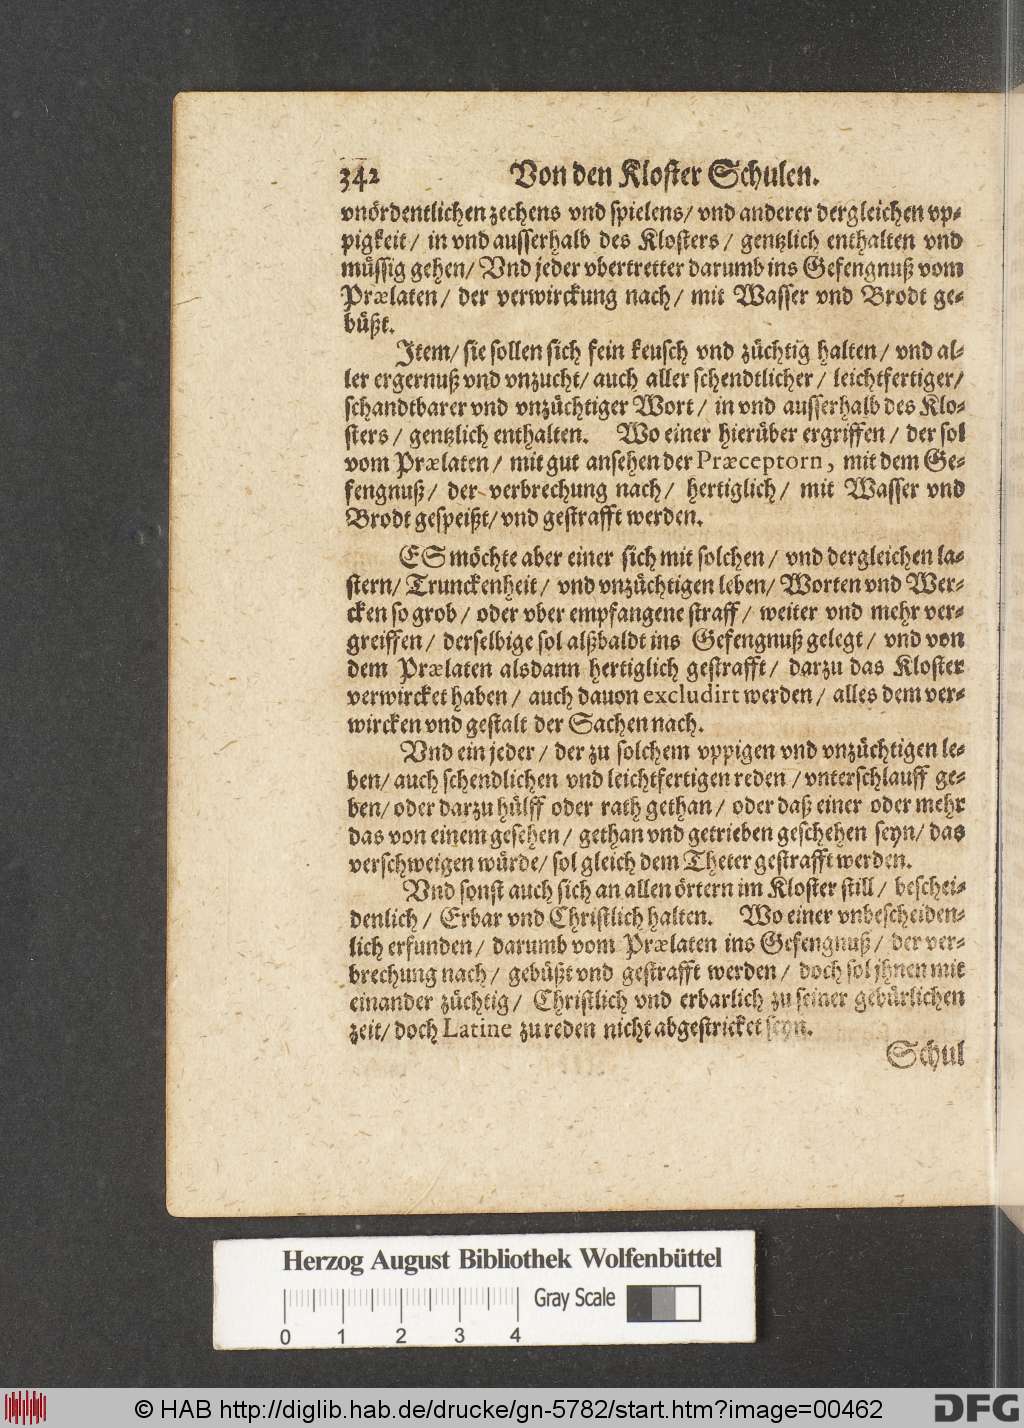 342 Von den Kloster Schulen.
vnördentlichen zechens vnd spielens/ vnd anderer dergleichen vp-
pigkeit/ in vnd ausserhalb des Klosters/ gentzlich enthalten vnd
müssig gehen/ Vnd jeder vbertretter darumb ins Gefengnuß vom
Prælaten/ der verwirckung nach/ mit Wasser vnd Brodt ge-
büßt.
Item/ sie sollen sich fein keusch vnd züchtig halten/ vnd al-
ler ergernuß vnd vnzucht/ auch aller schendtlicher/ leichtfertiger/
schandtbarer vnd vnzüchtiger Wort/ in vnd ausserhalb des Klo-
sters/ gentzlich enthalten. Wo einer hierüber ergriffen/ der sol
vom Prælaten/ mit gut ansehen der Præceptorn, mit dem Ge-
fengnuß/ der verbrechung nach/ hertiglich/ mit Wasser vnd
Brodt gespeißt/ vnd gestrafft werden.
ES möchte aber einer sich mit solchen/ vnd dergleichen la-
stern/ Trunckenheit/ vnd vnzüchtigen leben/ Worten vnd Wer-
cken so grob/ oder vber empfangene straff/ weiter vnd mehr ver-
greiffen/ derselbige sol alßbaldt ins Gefengnuß gelegt/ vnd von
dem Prælaten alsdann hertiglich gestrafft/ darzu das Kloster
verwircket haben/ auch dauon excludirt werden/ alles dem ver-
wircken vnd gestalt der Sachen nach.
Vnd ein jeder/ der zu solchem vppigen vnd vnzüchtigen le-
ben/ auch schendlichen vnd leichtfertigen reden/ vnterschlauff ge-
ben/ oder darzu hülff oder rath gethan/ oder daß einer oder mehr
das von einem gesehen/ gethan vnd getrieben geschehen seyn/ das
verschweigen würde/ sol gleich dem Theter gestrafft werden.
Vnd sonst auch sich an allen örtern im Kloster still/ beschei-
denlich/ Erbar vnd Christlich halten. Wo einer vnbescheiden-
lich erfunden/ darumb vom Prælaten ins Gefengnuß/ der ver-
brechung nach/ gebüßt vnd gestrafft werden/ doch sol jhnen mit
einander züchtig/ Christlich vnd erbarlich zu seiner gebürlichen
zeit/ doch Latine zu reden nicht abgestricket seyn.
Schul
Herzog August Bibliothek Wolfenbüttel
Gray Scale
0 1 2 3 4
© HAB http://diglib.hab.de/drucke/gn-5782/start.htm?image=00462
DFG